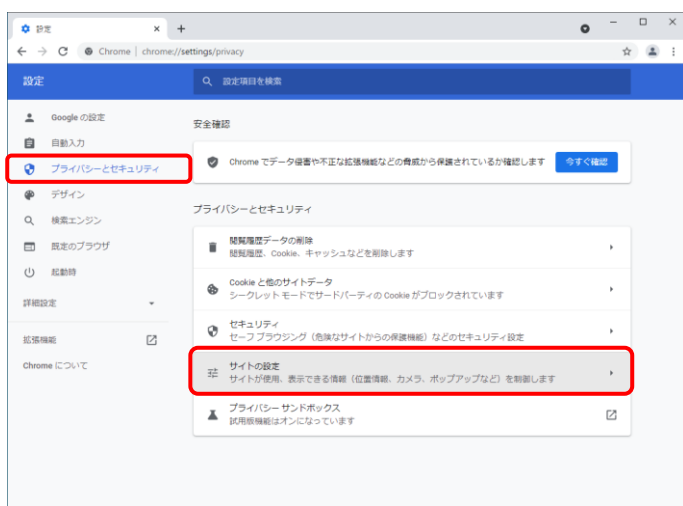 設定
Chrome | chrome://settings/privacy
設定
設定項目を検索
Google の設定
自動入力
プライバシーとセキュリティ
デザイン
検索エンジン
既定のブラウザ
起動時
詳細設定
拡張機能
Chrome について
安全確認
Chrome でデータ侵害や不正な拡張機能などの脅威から保護されているか確認します
今すぐ確認
プライバシーとセキュリティ
閲覧履歴データの削除
閲覧履歴、Cookie、キャッシュなどを削除します
Cookie と他のサイトデータ
シークレット モードでサードパーティの Cookie がブロックされています
セキュリティ
セーフ ブラウジング（危険なサイトからの保護機能）などのセキュリティ設定
サイトの設定
サイトが使用、表示できる情報（位置情報、カメラ、ポップアップなど）を制御します
プライバシー サンドボックス
試用版機能はオンになっています